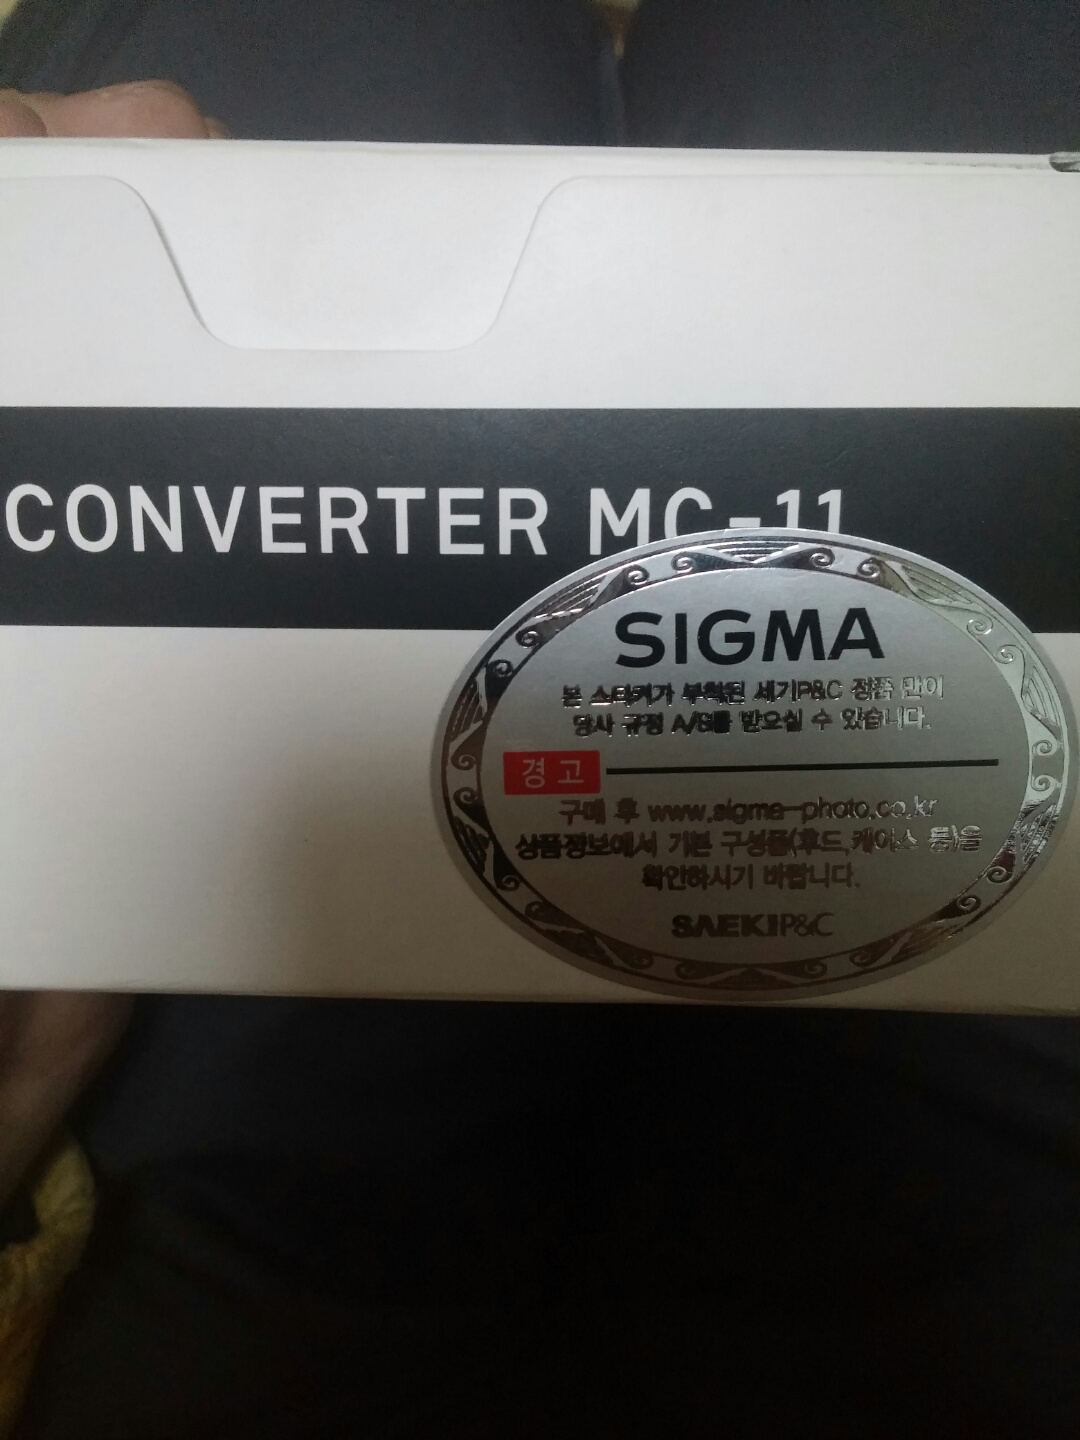 CONVERTER MC-11
SIGMA
본 스티커가 부착된 세기P&C 정품 만이
당사 규정 A/S를 받으실 수 있습니다.
경고
구매 후 www.sigma-photo.co.kr
상품정보에서 기본 구성품(후드,케이스 등)을
확인하시기 바랍니다.
SAEKIP&C